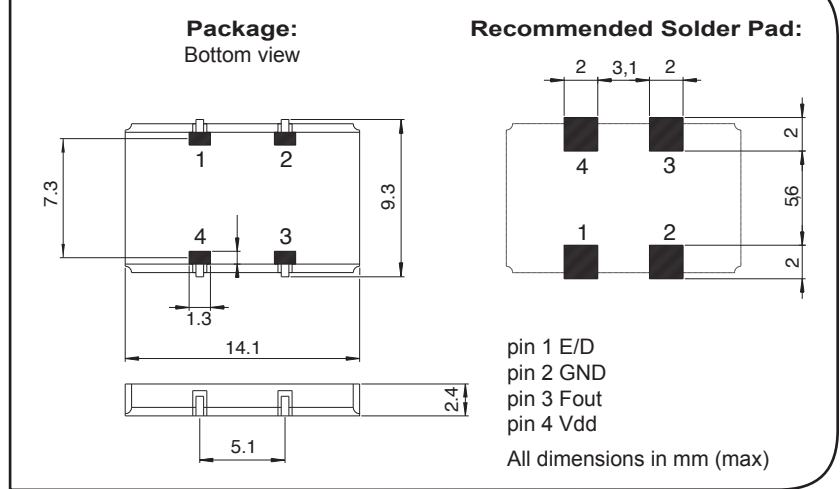 Package:
Bottom view
1
2
4
3
7.3
9.3
1.3
14.1
2.4
5.1
Recommended Solder Pad:
2
3,1
2
4
3
2
5,6
1
2
2
pin 1 E/D
pin 2 GND
pin 3 Fout
pin 4 Vdd
All dimensions in mm (max)